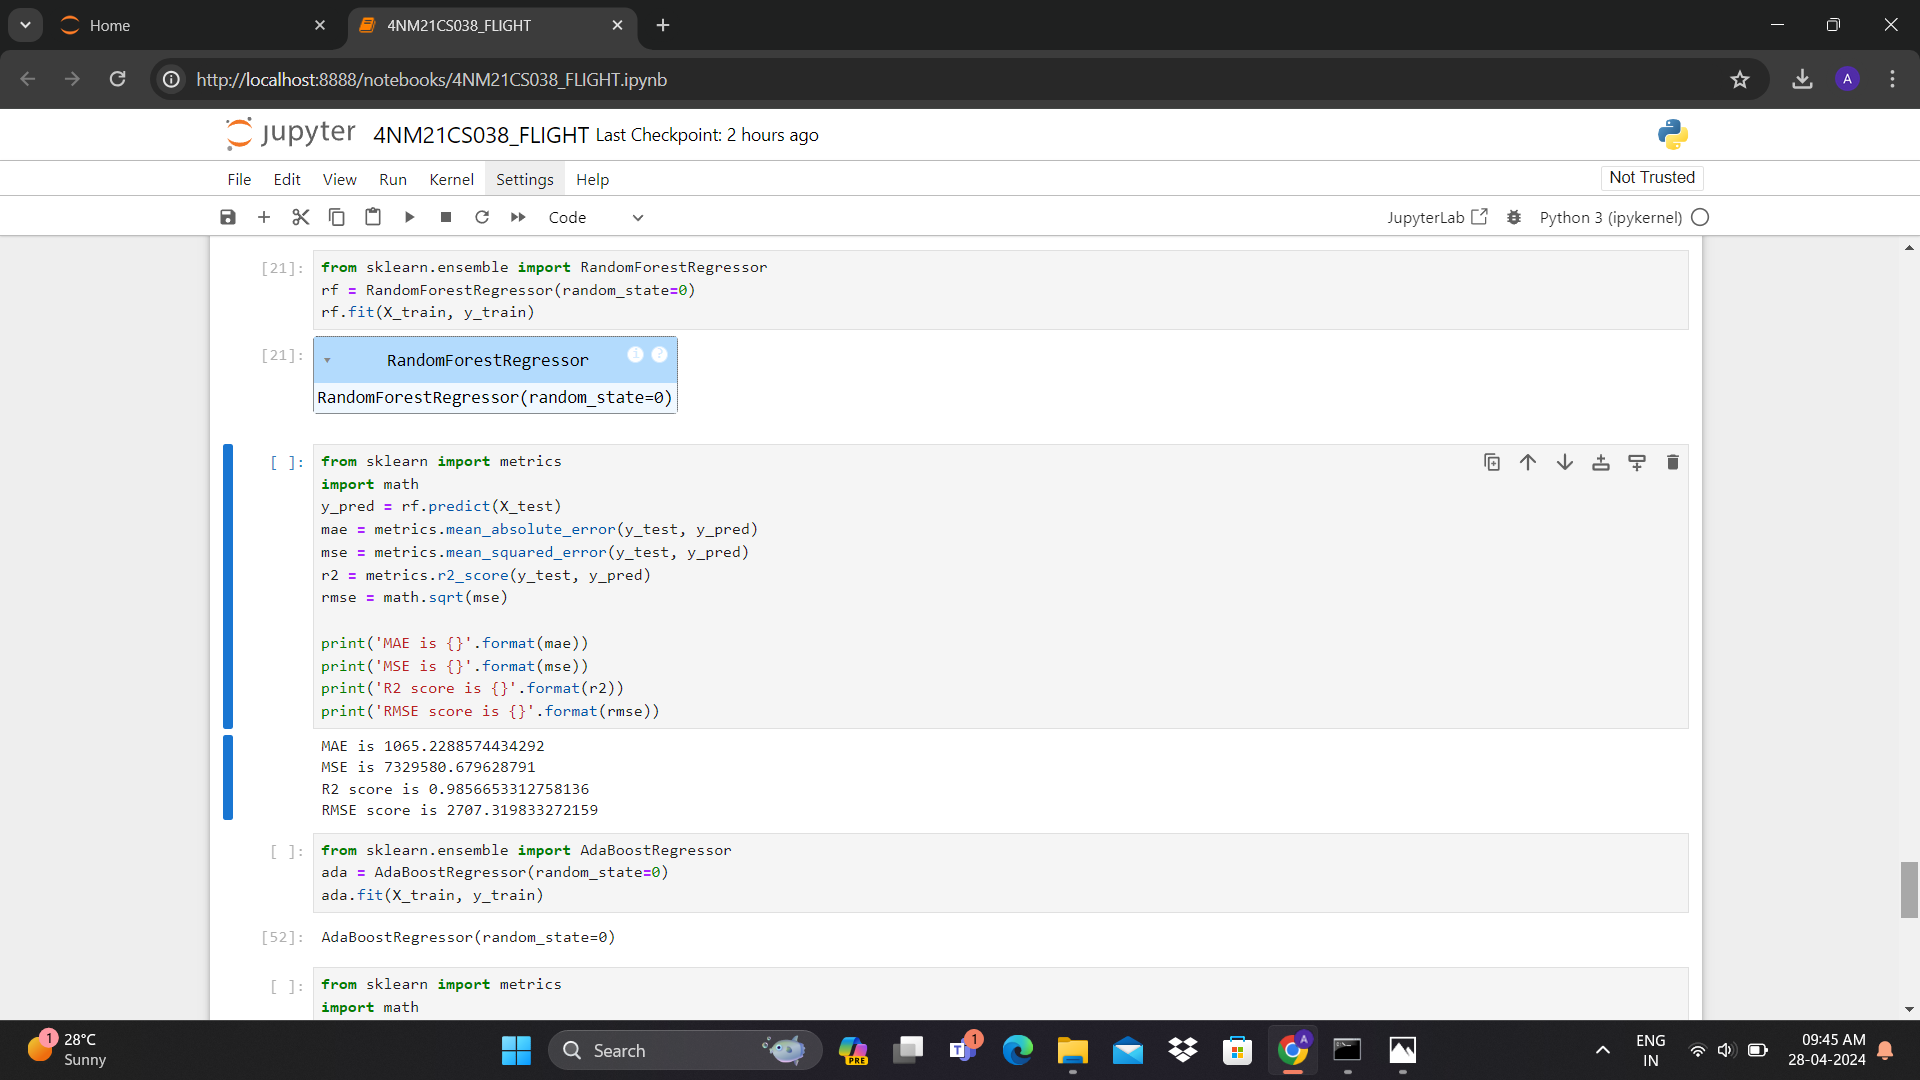 Home
4NM21CS038_FLIGHT
http://localhost:8888/notebooks/4NM21CS038_FLIGHT.ipynb
A
jupyter 4NM21CS038_FLIGHT Last Checkpoint: 2 hours ago
File Edit View Run Kernel Settings Help
Not Trusted
Code
JupyterLab
Python 3 (ipykernel)
[21]:
from sklearn.ensemble import RandomForestRegressor
rf = RandomForestRegressor(random_state=0)
rf.fit(X_train, y_train)
[21]:
RandomForestRegressor
i ?
RandomForestRegressor(random_state=0)
[ ]:
from sklearn import metrics
import math
y_pred = rf.predict(X_test)
mae = metrics.mean_absolute_error(y_test, y_pred)
mse = metrics.mean_squared_error(y_test, y_pred)
r2 = metrics.r2_score(y_test, y_pred)
rmse = math.sqrt(mse)
print('MAE is {}'.format(mae))
print('MSE is {}'.format(mse))
print('R2 score is {}'.format(r2))
print('RMSE score is {}'.format(rmse))
MAE is 1065.2288574434292
MSE is 7329580.679628791
R2 score is 0.9856653312758136
RMSE score is 2707.319833272159
[ ]:
from sklearn.ensemble import AdaBoostRegressor
ada = AdaBoostRegressor(random_state=0)
ada.fit(X_train, y_train)
[52]:
AdaBoostRegressor(random_state=0)
[ ]:
from sklearn import metrics
import math
1
28°C
Sunny
Search
PRE
T
1
A
ENG
IN
09:45 AM
28-04-2024